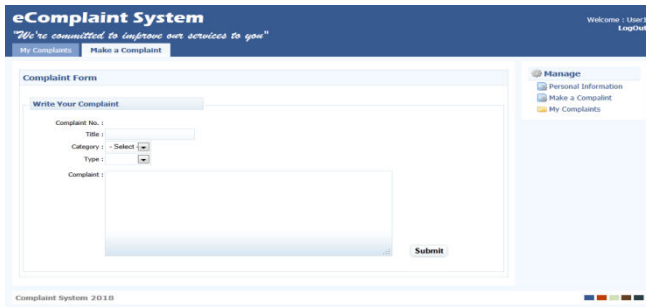 eComplaint System
"We're committed to improve our services to you"
Welcome : User1
LogOut
My Complaints
Make a Complaint
Complaint Form
Write Your Complaint
Complaint No. :
Title :
Category : - Select -
Type :
Complaint :
Submit
Manage
Personal Information
Make a Compalint
My Complaints
Complaint System 2018